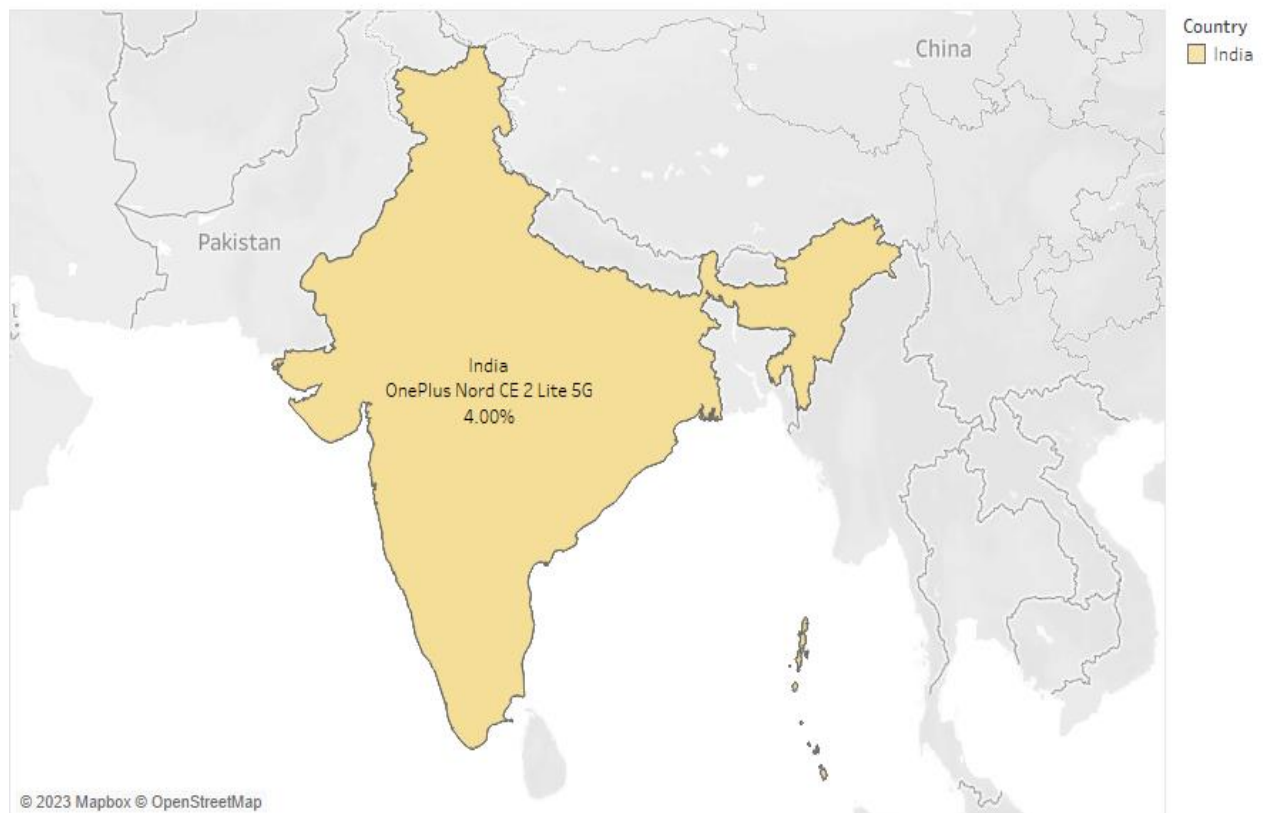 Country
India
China
Pakistan
India
OnePlus Nord CE 2 Lite 5G
4.00%
© 2023 Mapbox © OpenStreetMap